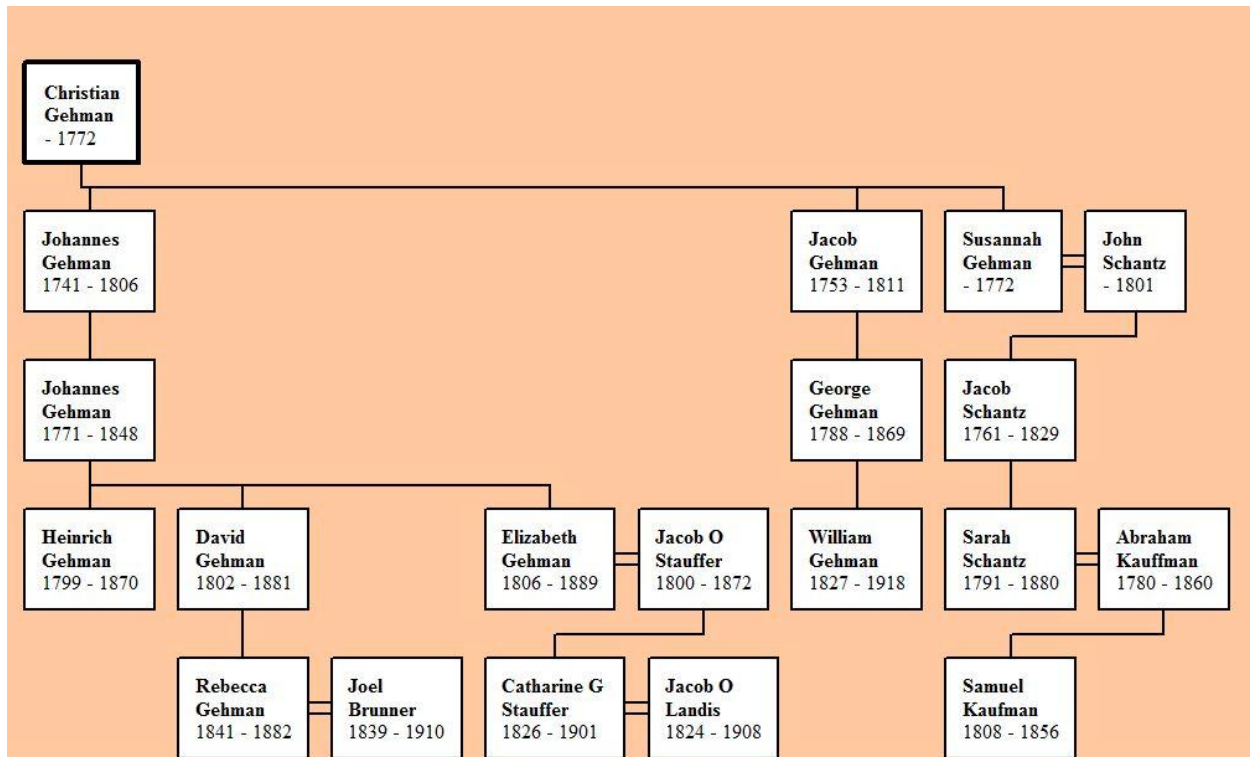 Christian
Gehman
- 1772
Johannes
Gehman
1741 - 1806
Jacob
Gehman
1753 - 1811
Susannah
Gehman
- 1772
John
Schantz
- 1801
Johannes
Gehman
1771 - 1848
George
Gehman
1788 - 1869
Jacob
Schantz
1761 - 1829
Heinrich
Gehman
1799 - 1870
David
Gehman
1802 - 1881
Elizabeth
Gehman
1806 - 1889
Jacob O
Stauffer
1800 - 1872
William
Gehman
1827 - 1918
Sarah
Schantz
1791 - 1880
Abraham
Kauffman
1780 - 1860
Rebecca
Gehman
1841 - 1882
Joel
Brunner
1839 - 1910
Catharine G
Stauffer
1826 - 1901
Jacob O
Landis
1824 - 1908
Samuel
Kaufman
1808 - 1856